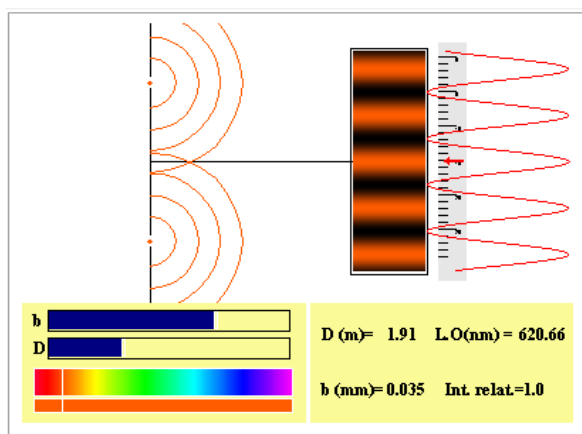 b
D
D (m)= 1.91 L.O(nm) = 620.66
b (mm)=0.035 Int. relat.=1.0